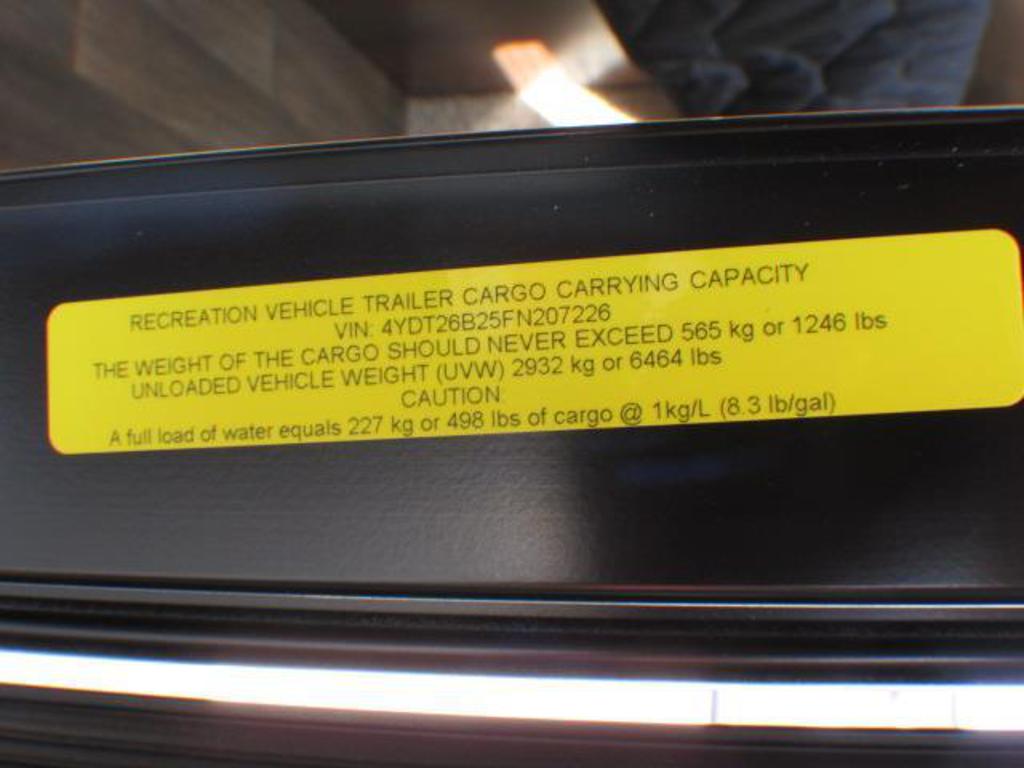 RECREATION VEHICLE TRAILER CARGO CARRYING CAPACITY
VIN: 4YDT26B25FN207226
THE WEIGHT OF THE CARGO SHOULD NEVER EXCEED 565 kg or 1246 lbs
UNLOADED VEHICLE WEIGHT (UVW) 2932 kg or 6464 lbs
CAUTION:
A full load of water equals 227 kg or 498 lbs of cargo @ 1kg/L (8.3 lb/gal)